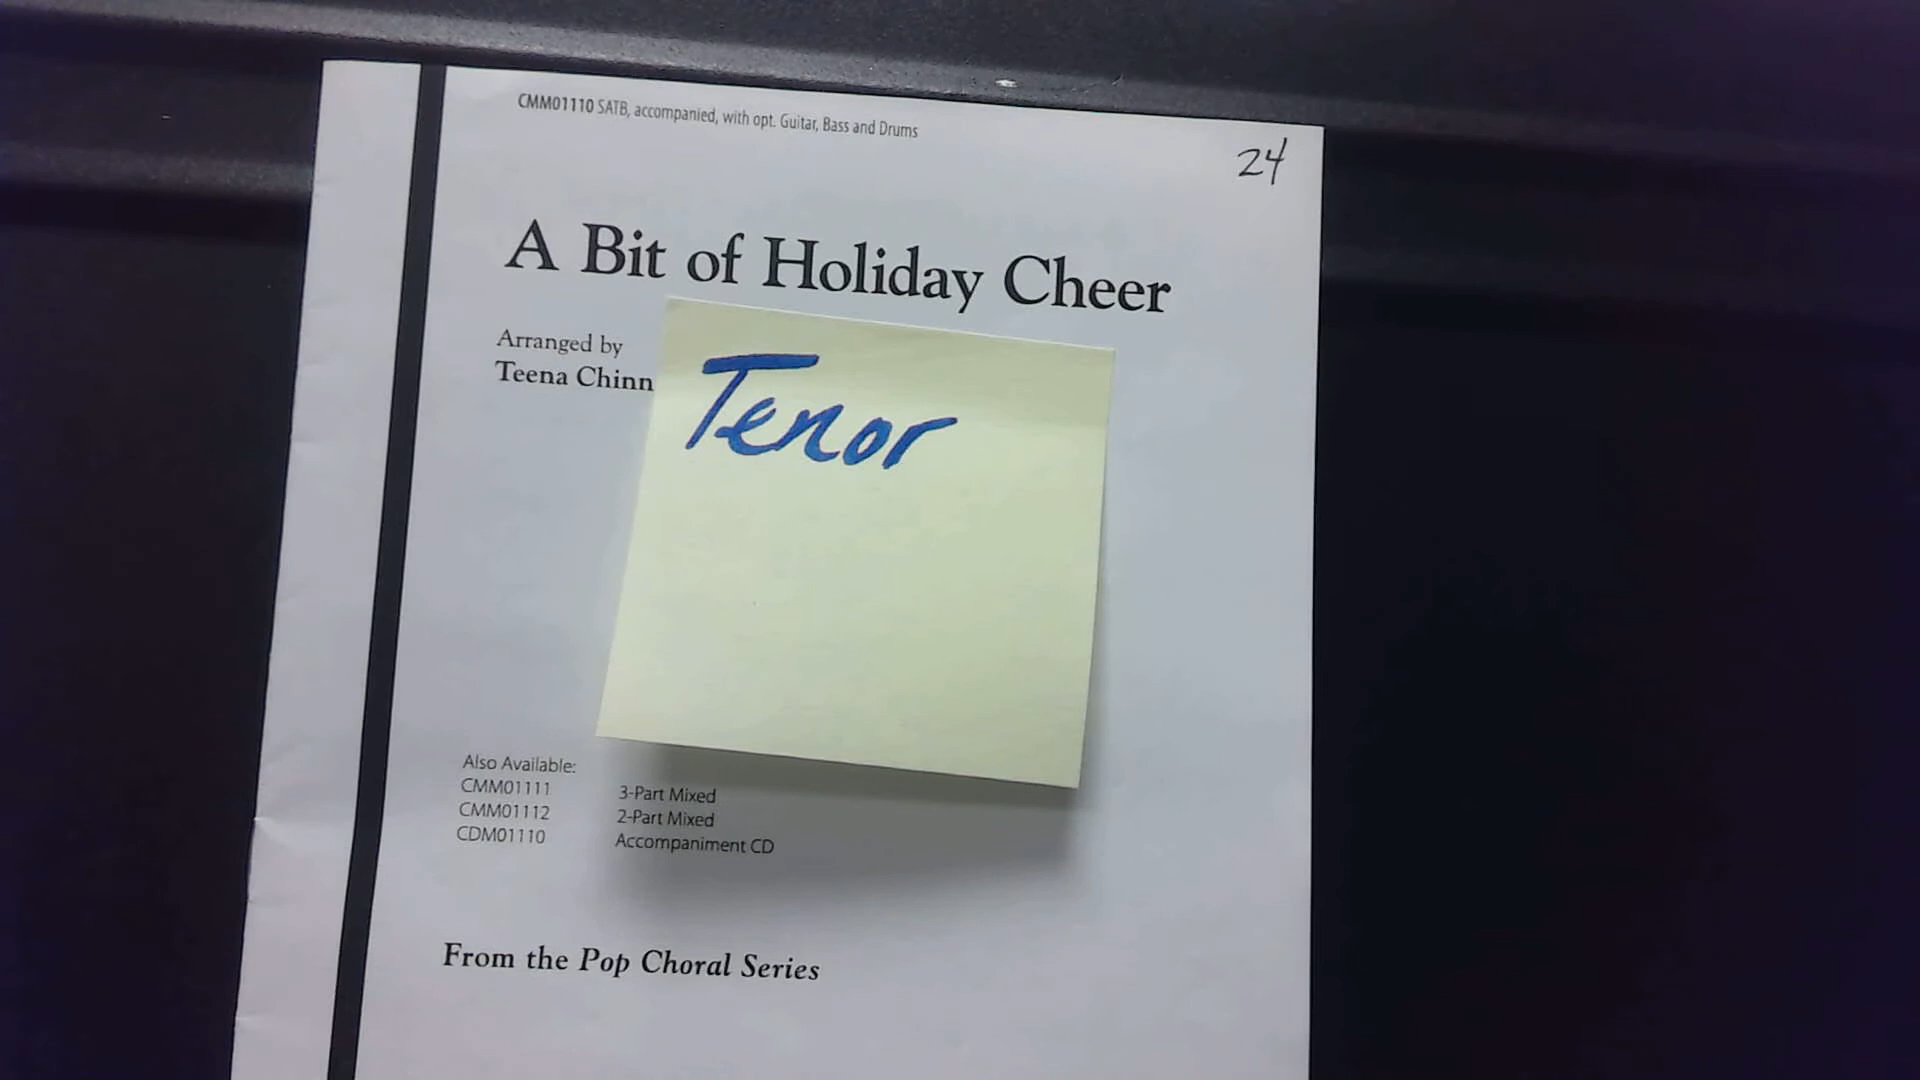 CMM01110 SATB, accompanied, with opt. Guitar, Bass and Drums
24
A Bit of Holiday Cheer
Arranged by
Teena Chinn
Tenor
Also Available:
CMM01111 3-Part Mixed
CMM01112 2-Part Mixed
CDM01110 Accompaniment CD
From the Pop Choral Series